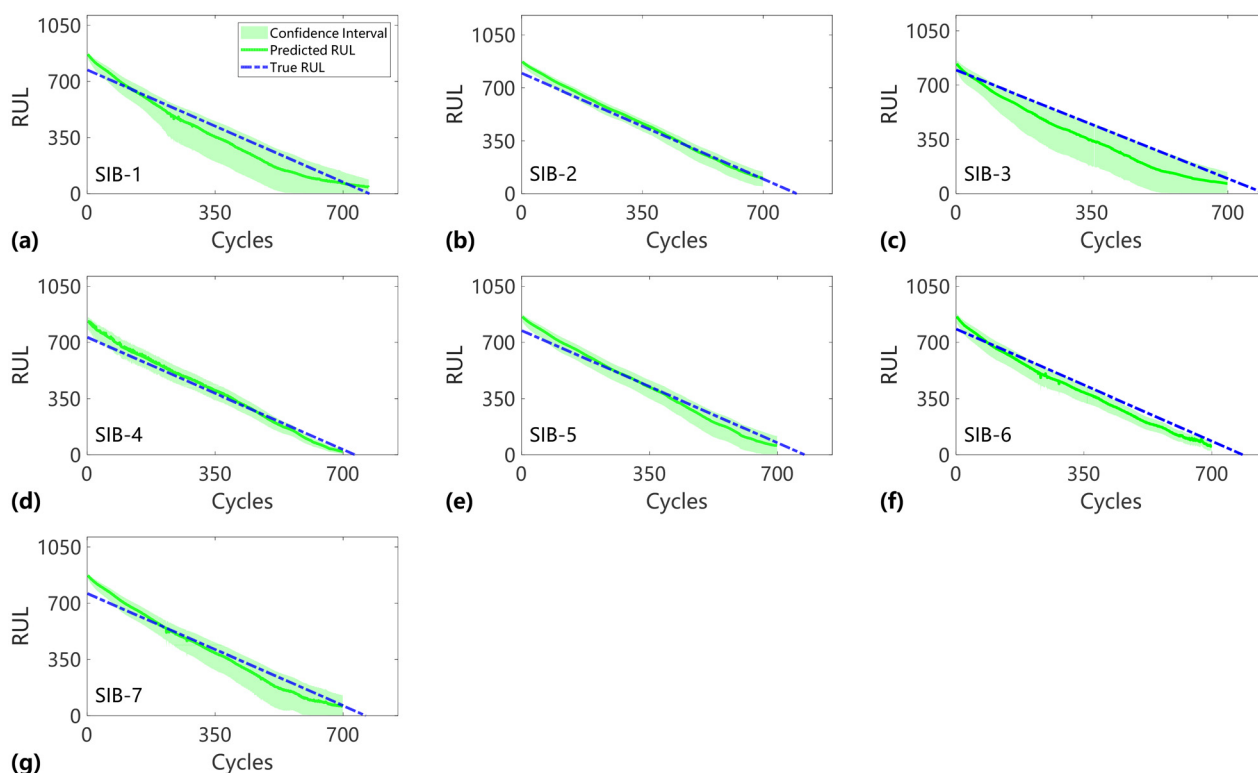 1050
700
350
0
RUL
Confidence Interval
Predicted RUL
True RUL
SIB-1
0
350
700
(a)
Cycles
1050
700
350
0
RUL
SIB-2
0
350
700
(b)
Cycles
1050
700
350
0
RUL
SIB-3
0
350
700
(c)
Cycles
1050
700
350
0
RUL
SIB-4
0
350
700
(d)
Cycles
1050
700
350
0
RUL
SIB-5
0
350
700
(e)
Cycles
1050
700
350
0
RUL
SIB-6
0
350
700
(f)
Cycles
1050
700
350
0
RUL
SIB-7
0
350
700
(g)
Cycles